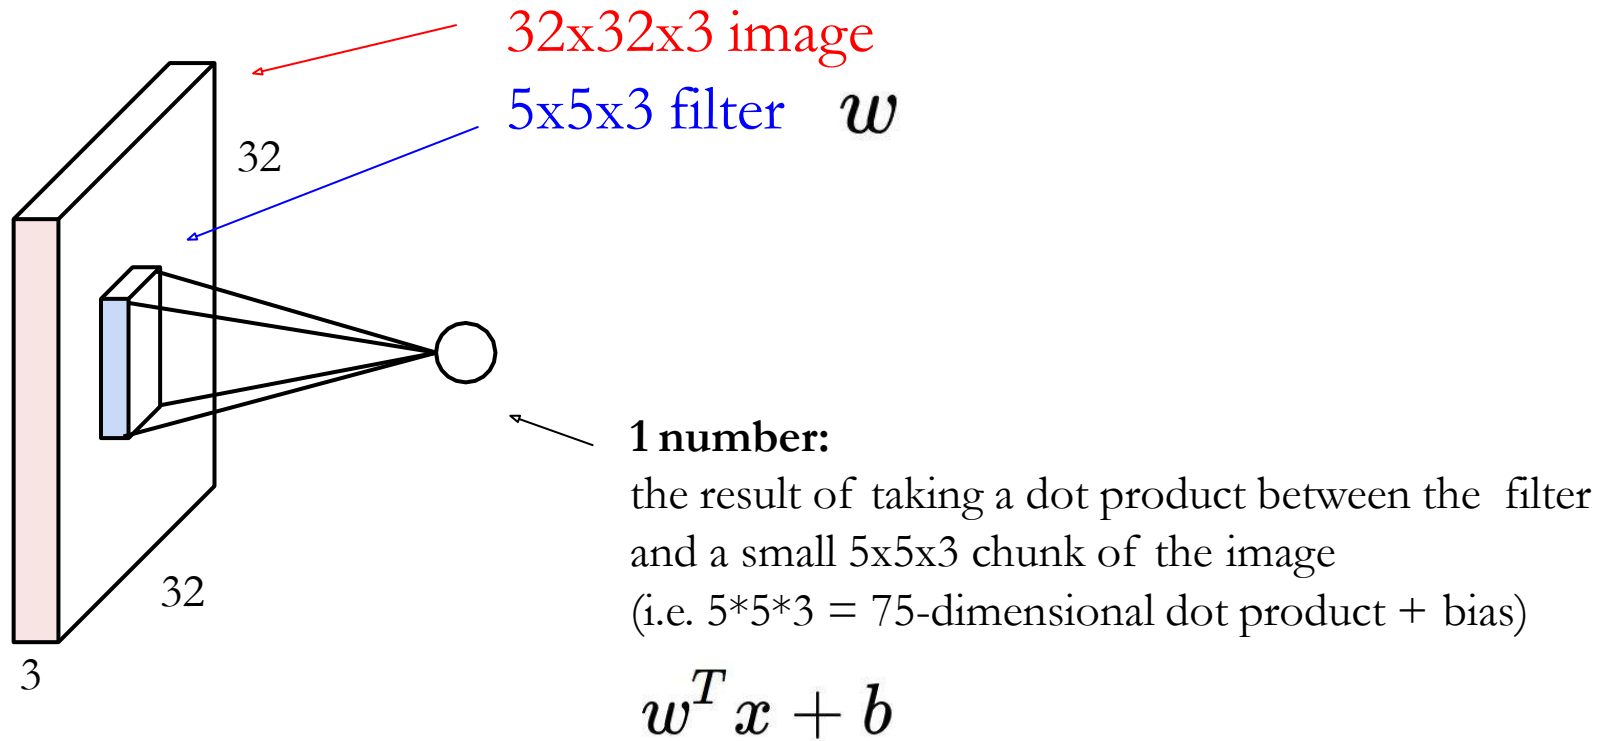 32x32x3 image
5x5x3 filter w
32
32
3
1 number:
the result of taking a dot product between the filter
and a small 5x5x3 chunk of the image
(i.e. 5*5*3 = 75-dimensional dot product + bias)
w^T x + b